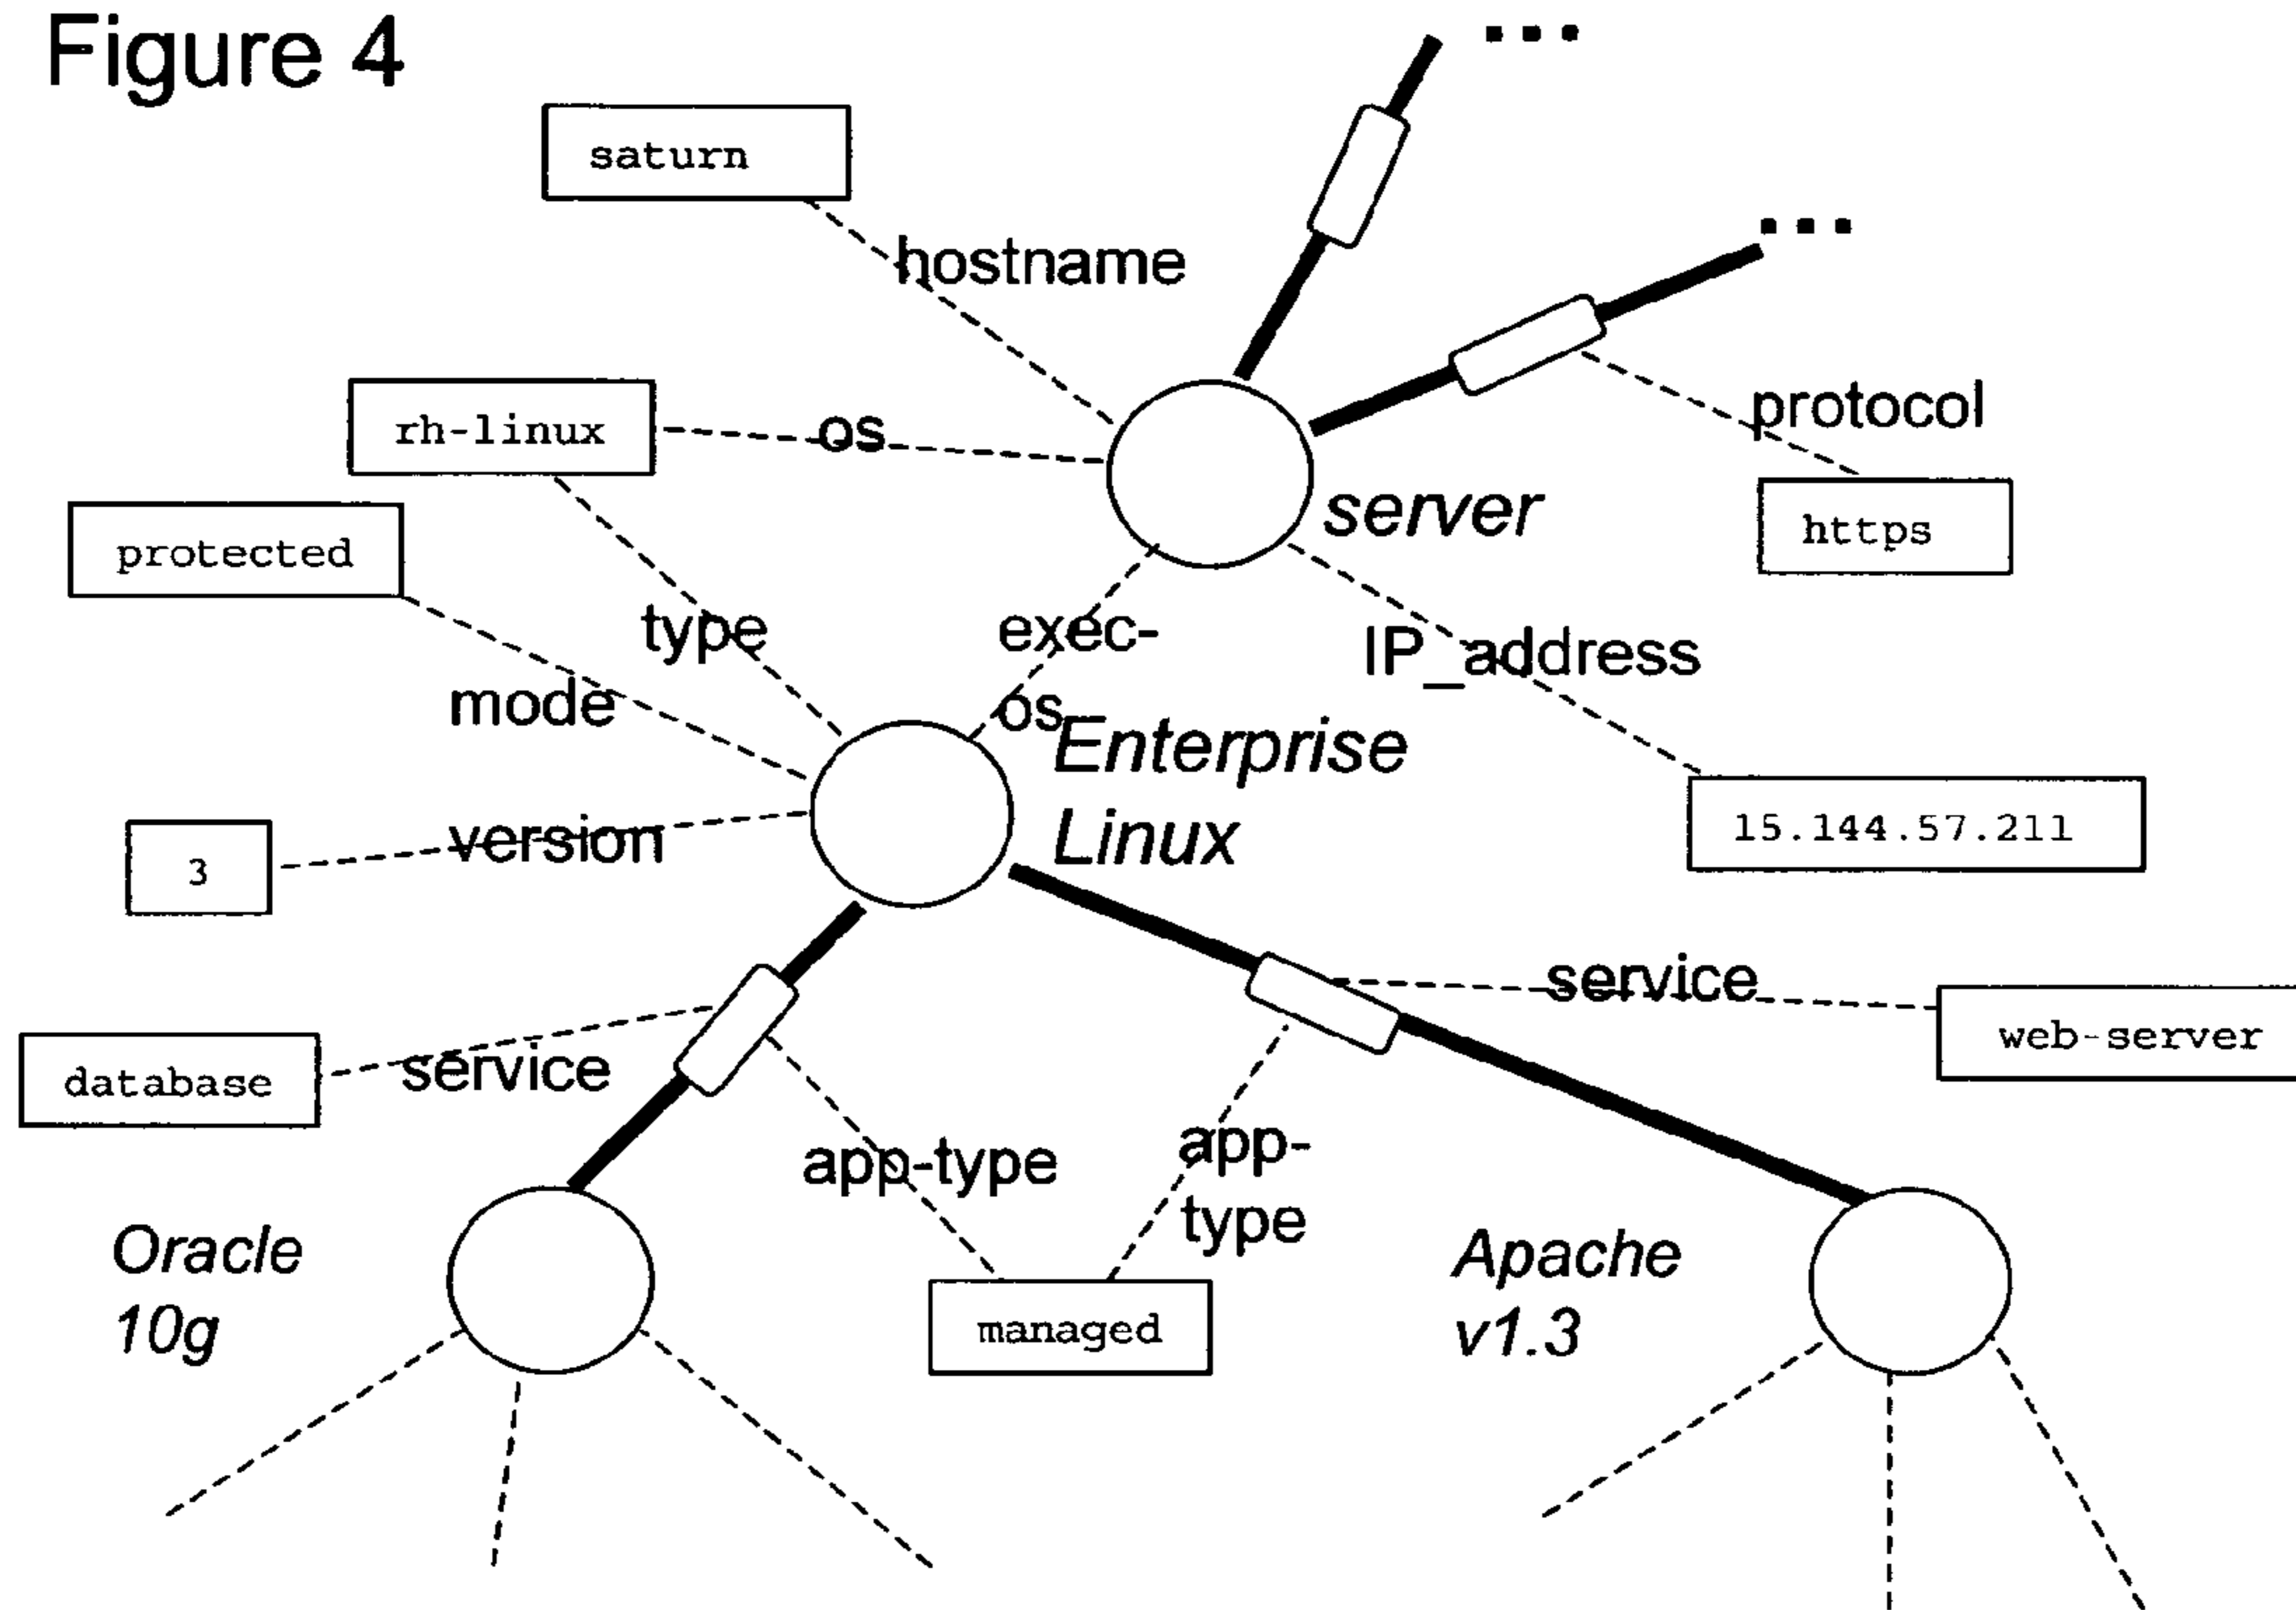 Figure 4
...
saturn
...
hostname
protocol
rh-linux
os
server
https
protected
type
exec-
os
IP_address
mode
Enterprise
Linux
15.144.57.211
version
3
service
web-server
database
service
app-type
app-
type
Oracle
10g
managed
Apache
v1.3